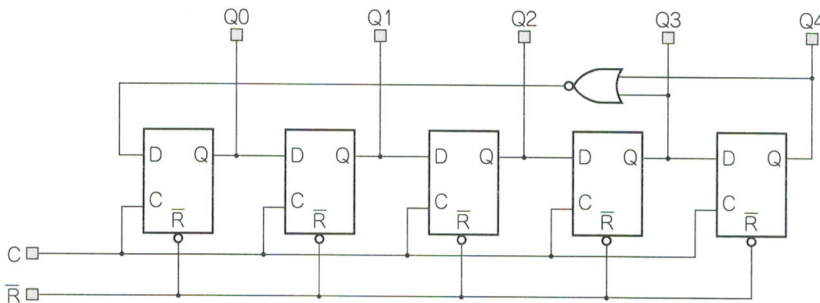 Q0 Q1 Q2 Q3 Q4
D Q D Q D Q D Q D Q
C C C C C
R̅ R̅ R̅ R̅ R̅
C
R̅